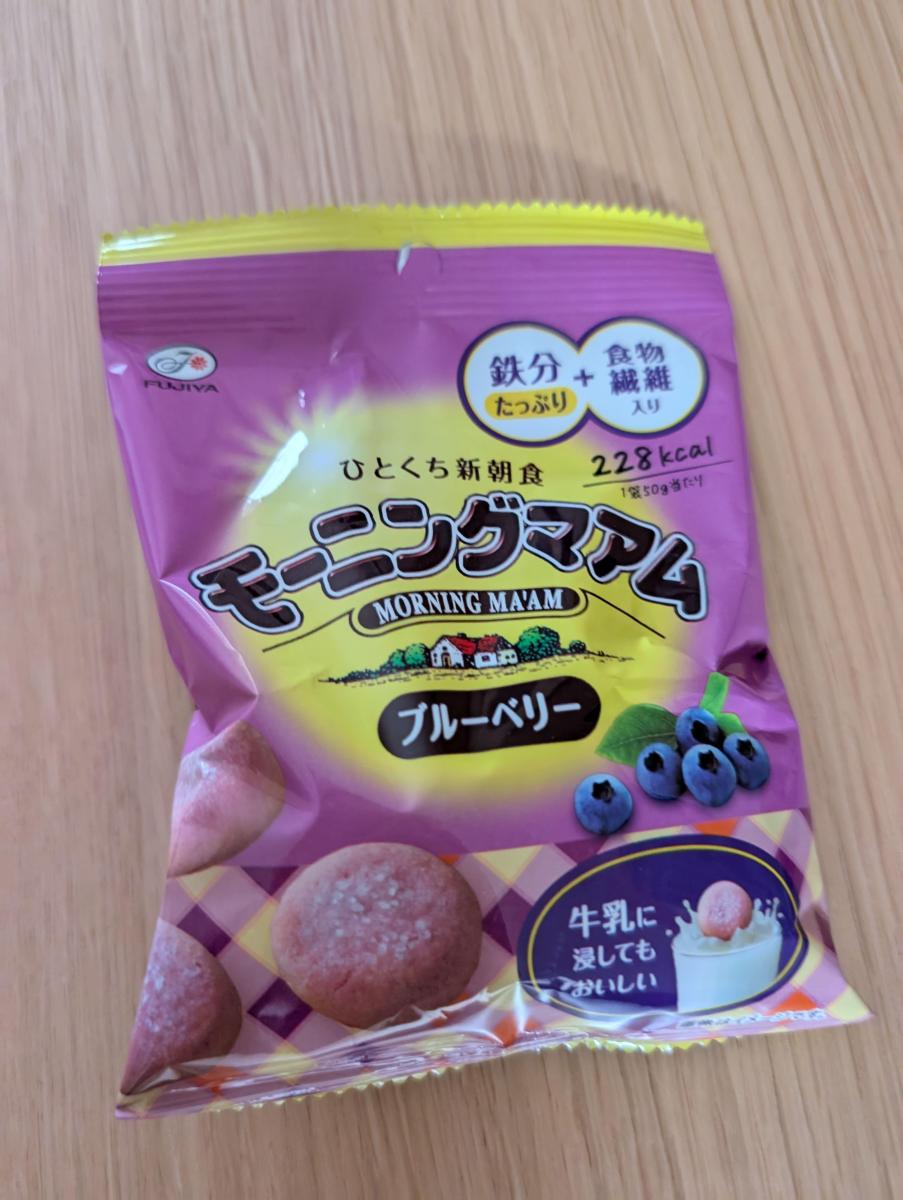 FUJIYA
鉄分
たっぷり
+
食物
繊維
入り
228kcal
1袋50g当たり
ひとくち新朝食
モーニングマアム
MORNING MA'AM
ブルーベリー
牛乳に
浸しても
おいしい